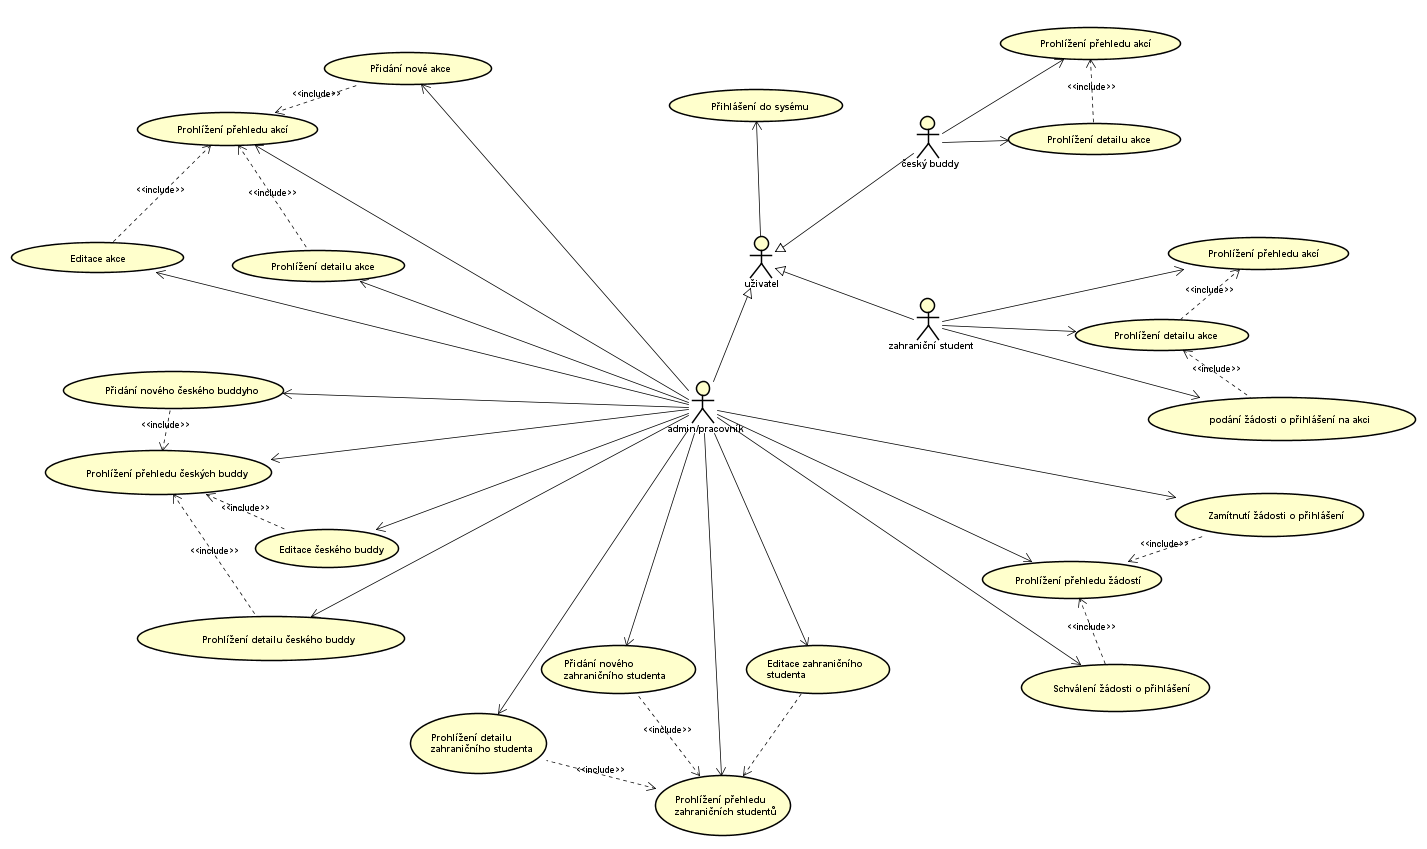 Prohlížení přehledu akcí
Přidání nové akce
<<include>>
<<include>>
Přihlášení do sysému
Prohlížení přehledu akcí
Prohlížení detailu akce
český buddy
<<include>>
<<include>>
Editace akce
Prohlížení detailu akce
uživatel
Prohlížení přehledu akcí
<<include>>
zahraniční student
Prohlížení detailu akce
<<include>>
Přidání nového českého buddyho
podání žádosti o přihlášení na akci
<<include>>
admin/pracovník
Prohlížení přehledu českých buddy
<<include>>
Zamítnutí žádosti o přihlášení
<<include>>
Editace českého buddy
<<include>>
Prohlížení přehledu žádostí
<<include>>
Prohlížení detailu českého buddy
Přidání nového
zahraničního studenta
Editace zahraničního
studenta
Schválení žádosti o přihlášení
<<include>>
Prohlížení detailu
zahraničního studenta
<<include>>
Prohlížení přehledu
zahraničních studentů